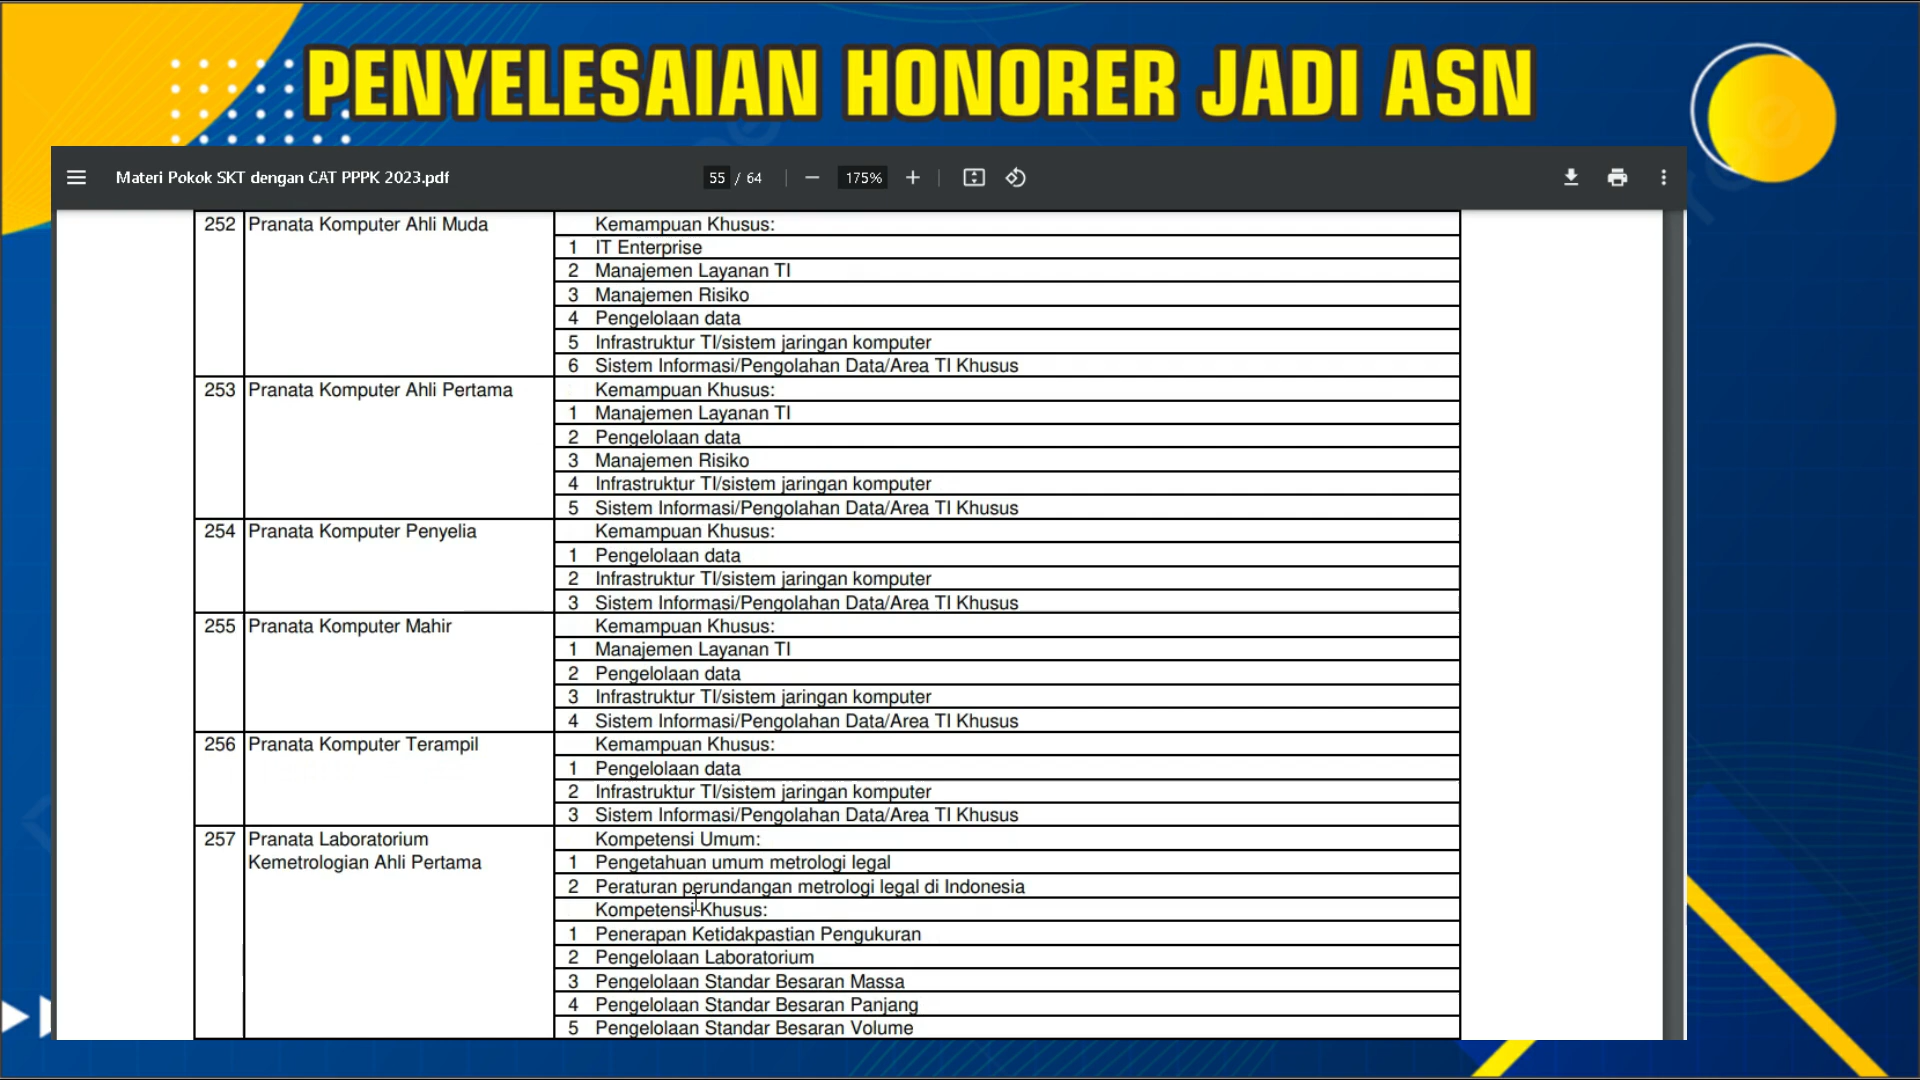 PENYELESAIAN HONORER JADI ASN
Materi Pokok SKT dengan CAT PPPK 2023.pdf
55 / 64
175%
252 Pranata Komputer Ahli Muda Kemampuan Khusus:
1 IT Enterprise
2 Manajemen Layanan TI
3 Manajemen Risiko
4 Pengelolaan data
5 Infrastruktur TI/sistem jaringan komputer
6 Sistem Informasi/Pengolahan Data/Area TI Khusus
253 Pranata Komputer Ahli Pertama Kemampuan Khusus:
1 Manajemen Layanan TI
2 Pengelolaan data
3 Manajemen Risiko
4 Infrastruktur TI/sistem jaringan komputer
5 Sistem Informasi/Pengolahan Data/Area TI Khusus
254 Pranata Komputer Penyelia Kemampuan Khusus:
1 Pengelolaan data
2 Infrastruktur TI/sistem jaringan komputer
3 Sistem Informasi/Pengolahan Data/Area TI Khusus
255 Pranata Komputer Mahir Kemampuan Khusus:
1 Manajemen Layanan TI
2 Pengelolaan data
3 Infrastruktur TI/sistem jaringan komputer
4 Sistem Informasi/Pengolahan Data/Area TI Khusus
256 Pranata Komputer Terampil Kemampuan Khusus:
1 Pengelolaan data
2 Infrastruktur TI/sistem jaringan komputer
3 Sistem Informasi/Pengolahan Data/Area TI Khusus
257 Pranata Laboratorium Kompetensi Umum:
Kemetrologian Ahli Pertama 1 Pengetahuan umum metrologi legal
2 Peraturan perundangan metrologi legal di Indonesia
Kompetensi Khusus:
1 Penerapan Ketidakpastian Pengukuran
2 Pengelolaan Laboratorium
3 Pengelolaan Standar Besaran Massa
4 Pengelolaan Standar Besaran Panjang
5 Pengelolaan Standar Besaran Volume